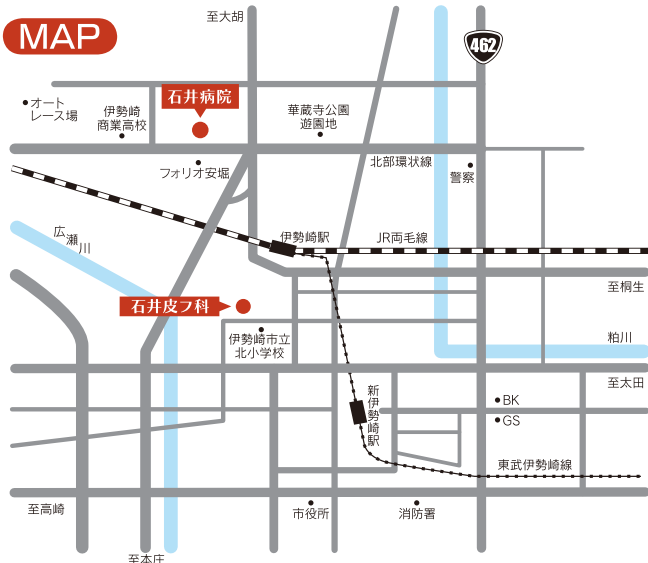 MAP
至大胡
462
石井病院
オート
レース場
伊勢崎
商業高校
華蔵寺公園
遊園地
フォリオ安堀
北部環状線
警察
広瀬川
伊勢崎駅
JR両毛線
至桐生
石井皮フ科
伊勢崎市立
北小学校
粕川
至太田
新伊勢崎駅
BK
GS
東武伊勢崎線
至高崎
市役所
消防署
至本庄